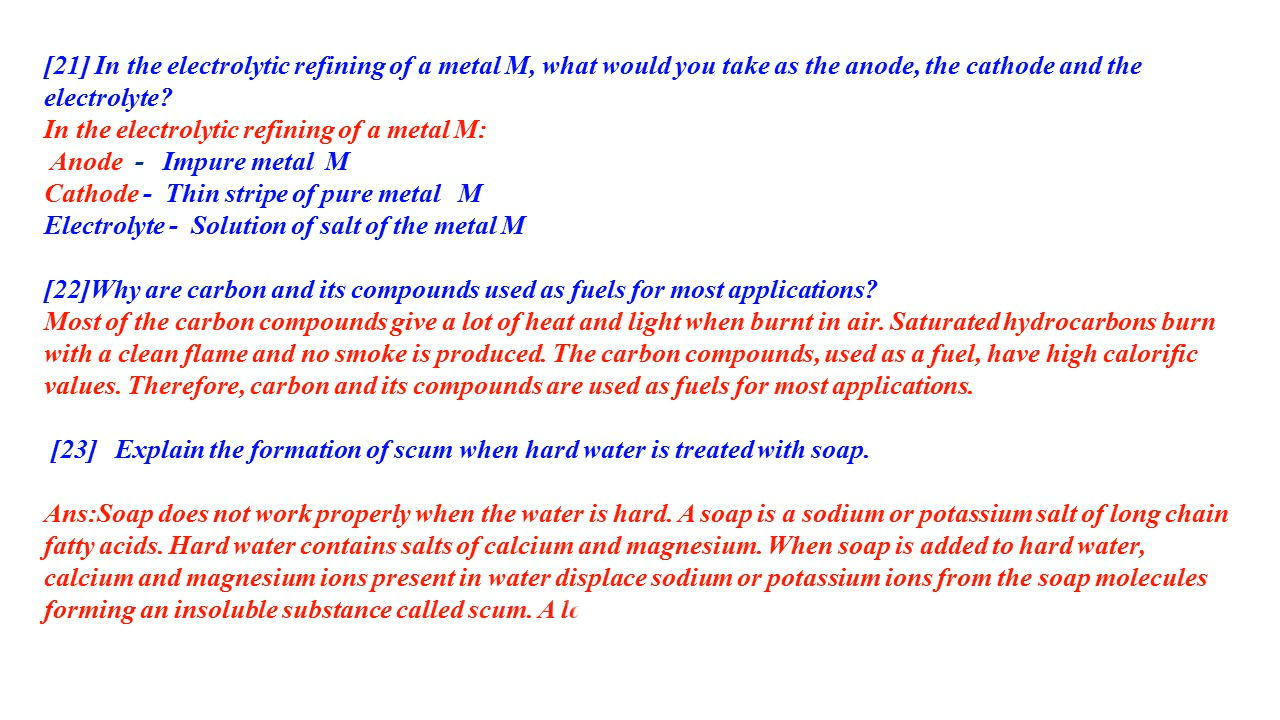 [21] In the electrolytic refining of a metal M, what would you take as the anode, the cathode and the
electrolyte?
In the electrolytic refining of a metal M:
Anode - Impure metal M
Cathode - Thin stripe of pure metal M
Electrolyte - Solution of salt of the metal M
[22]Why are carbon and its compounds used as fuels for most applications?
Most of the carbon compounds give a lot of heat and light when burnt in air. Saturated hydrocarbons burn
with a clean flame and no smoke is produced. The carbon compounds, used as a fuel, have high calorific
values. Therefore, carbon and its compounds are used as fuels for most applications.
[23] Explain the formation of scum when hard water is treated with soap.
Ans:Soap does not work properly when the water is hard. A soap is a sodium or potassium salt of long chain
fatty acids. Hard water contains salts of calcium and magnesium. When soap is added to hard water,
calcium and magnesium ions present in water displace sodium or potassium ions from the soap molecules
forming an insoluble substance called scum. A